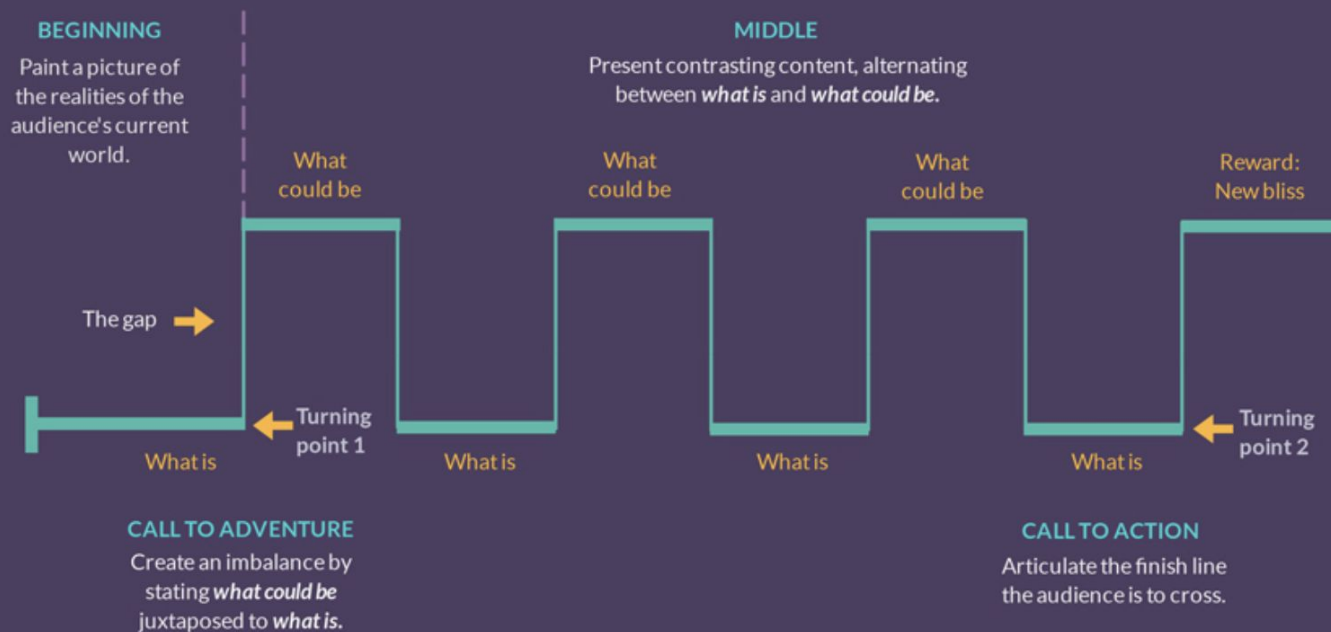 BEGINNING
Paint a picture of
the realities of the
audience's current
world.
MIDDLE
Present contrasting content, alternating
between what is and what could be.
What
could be
What
could be
What
could be
Reward:
New bliss
The gap
Turning
point 1
Turning
point 2
What is
What is
What is
What is
CALL TO ADVENTURE
Create an imbalance by
stating what could be
juxtaposed to what is.
CALL TO ACTION
Articulate the finish line
the audience is to cross.